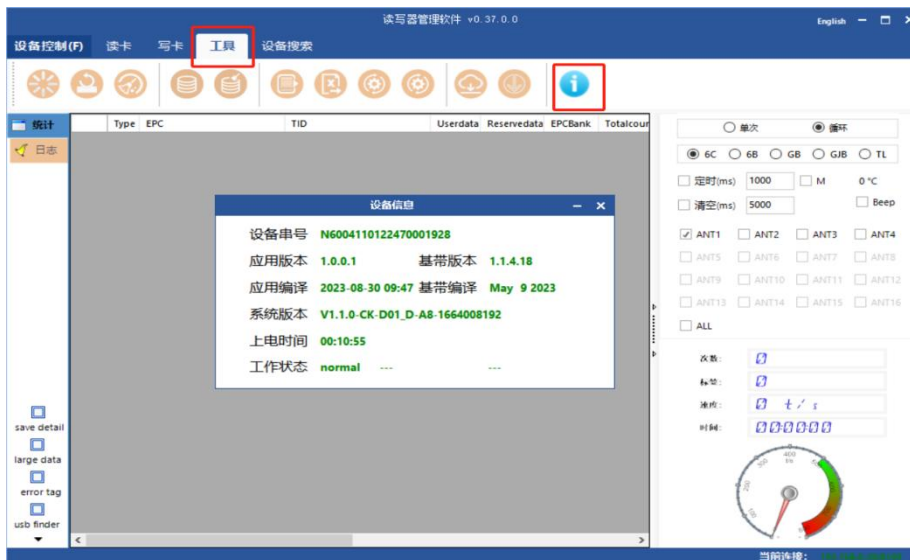 读写器管理软件 v0.37.0.0
English
设备控制(F) 读卡 写卡 工具 设备搜索
统计
日志
Type EPC TID Userdata Reservedata EPCBank Totalcour
单次 循环
6C 6B GB GJB TL
定时(ms) 1000 M 0 °C
清空(ms) 5000 Beep
ANT1 ANT2 ANT3 ANT4
ANT5 ANT6 ANT7 ANT8
ANT9 ANT10 ANT11 ANT12
ANT13 ANT14 ANT15 ANT16
ALL
设备信息
设备串号 N6004110122470001928
应用版本 1.0.0.1 基带版本 1.1.4.18
应用编译 2023-08-30 09:47 基带编译 May 9 2023
系统版本 V1.1.0-CK-D01_D-A8-1664008192
上电时间 00:10:55
工作状态 normal --- ---
次数: 0
标签: 0
速度: 0 t/s
时间: 00:00:00
100 200 300 400
t/s
save detail
large data
error tag
usb finder
当前连接: